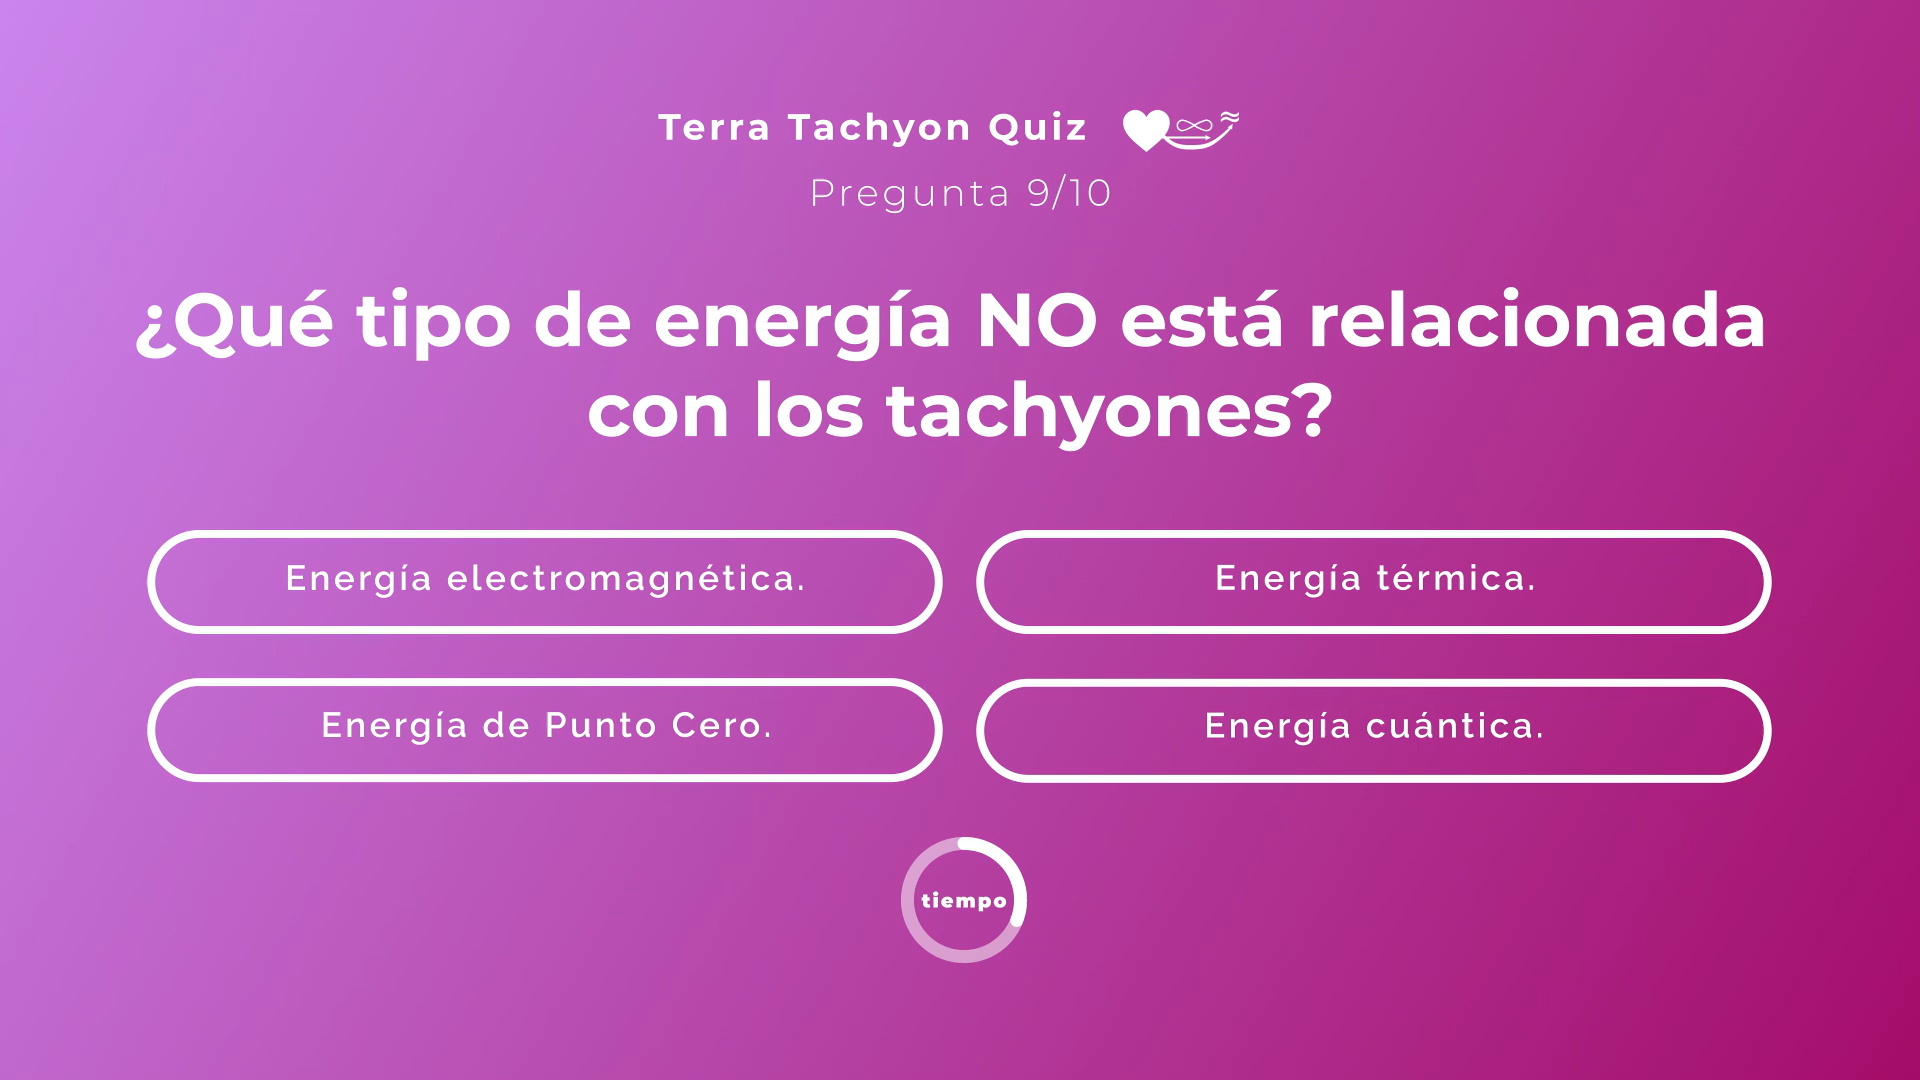 Terra Tachyon Quiz
Pregunta 9/10
¿Qué tipo de energía NO está relacionada
con los tachyones?
Energía electromagnética.
Energía térmica.
Energía de Punto Cero.
Energía cuántica.
tiempo